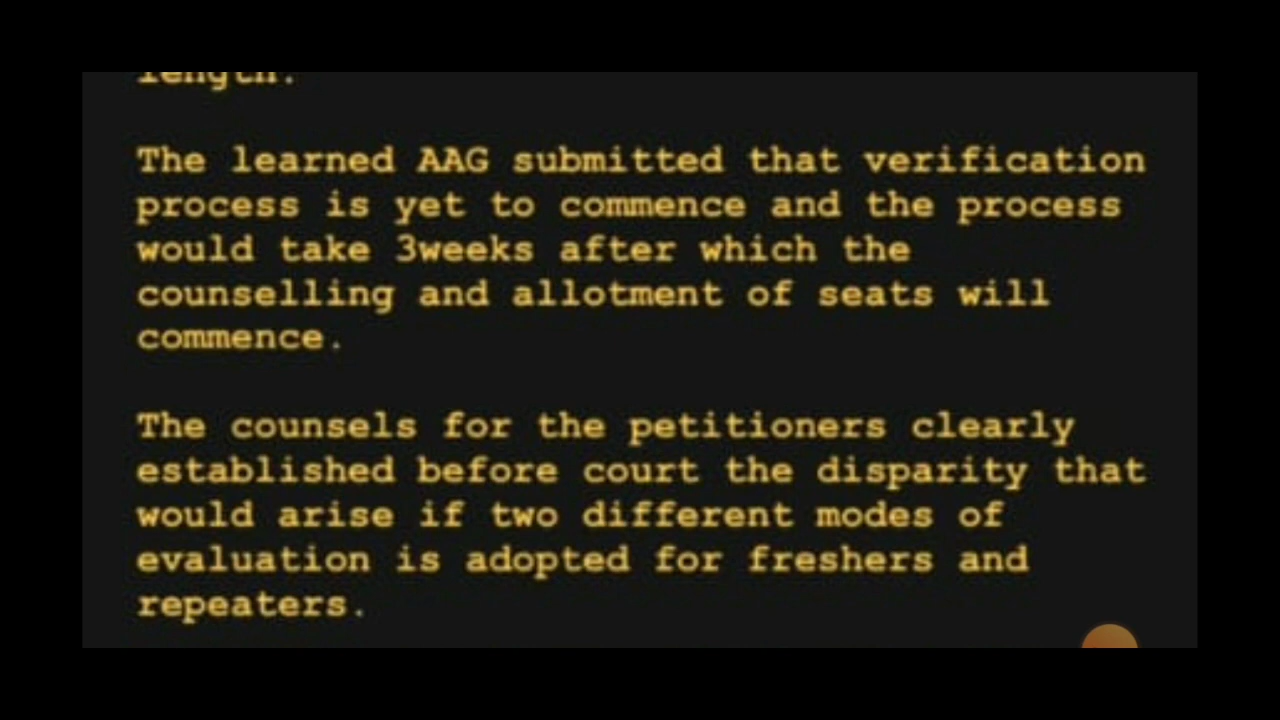 length.
The learned AAG submitted that verification
process is yet to commence and the process
would take 3weeks after which the
counselling and allotment of seats will
commence.
The counsels for the petitioners clearly
established before court the disparity that
would arise if two different modes of
evaluation is adopted for freshers and
repeaters.